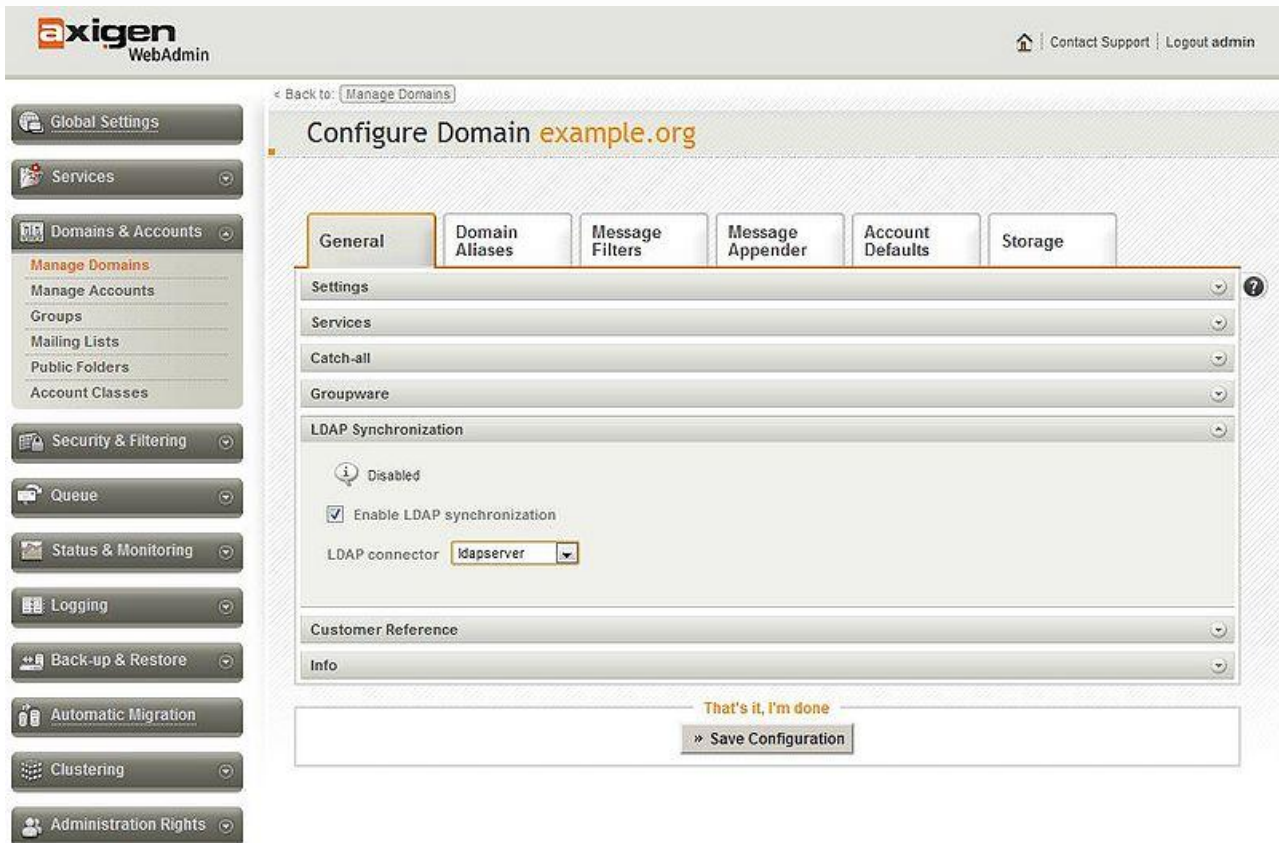 axigen
WebAdmin
Contact Support
Logout admin
< Back to: Manage Domains
Configure Domain example.org
Global Settings
Services
Domains & Accounts
Manage Domains
Manage Accounts
Groups
Mailing Lists
Public Folders
Account Classes
Security & Filtering
Queue
Status & Monitoring
Logging
Back-up & Restore
Automatic Migration
Clustering
Administration Rights
General
Domain Aliases
Message Filters
Message Appender
Account Defaults
Storage
Settings
?
Services
Catch-all
Groupware
LDAP Synchronization
i Disabled
Enable LDAP synchronization
LDAP connector ldapserver
Customer Reference
Info
That's it, I'm done
» Save Configuration